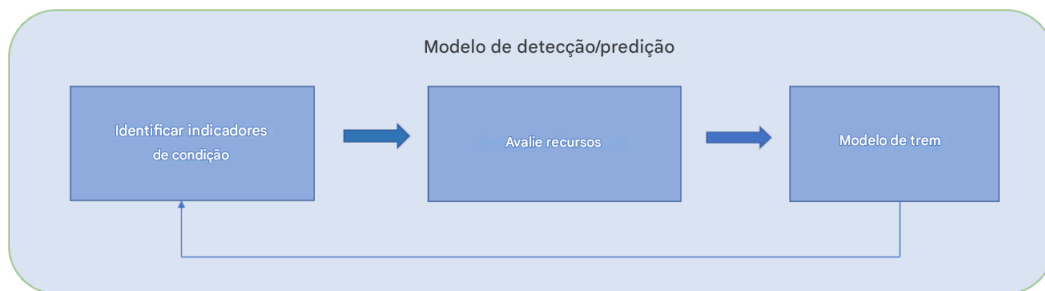 Modelo de detecção/predição
Identificar indicadores
de condição
Avalie recursos
Modelo de trem